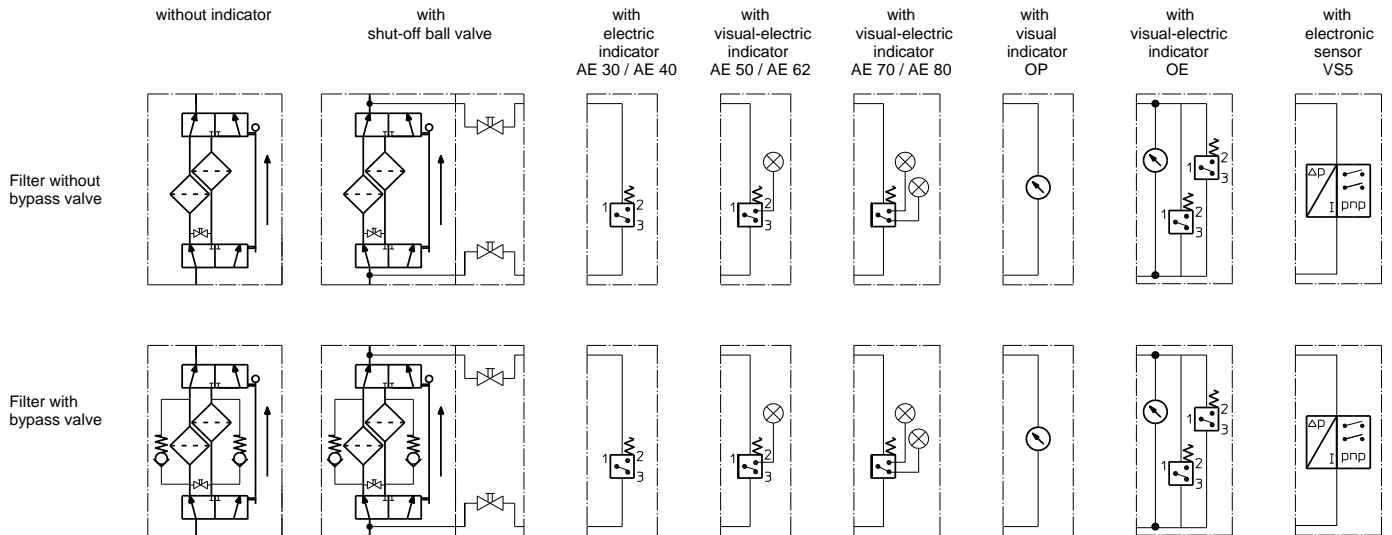 without indicator
with
shut-off ball valve
with
electric
indicator
AE 30 / AE 40
with
visual-electric
indicator
AE 50 / AE 62
with
visual-electric
indicator
AE 70 / AE 80
with
visual
indicator
OP
with
visual-electric
indicator
OE
with
electronic
sensor
VS5
Filter without
bypass valve
1 2
3
1 2
3
1 2
3
1 2
3
Δp
I pnp
Filter with
bypass valve
1 2
3
1 2
3
1 2
3
1 2
3
Δp
I pnp